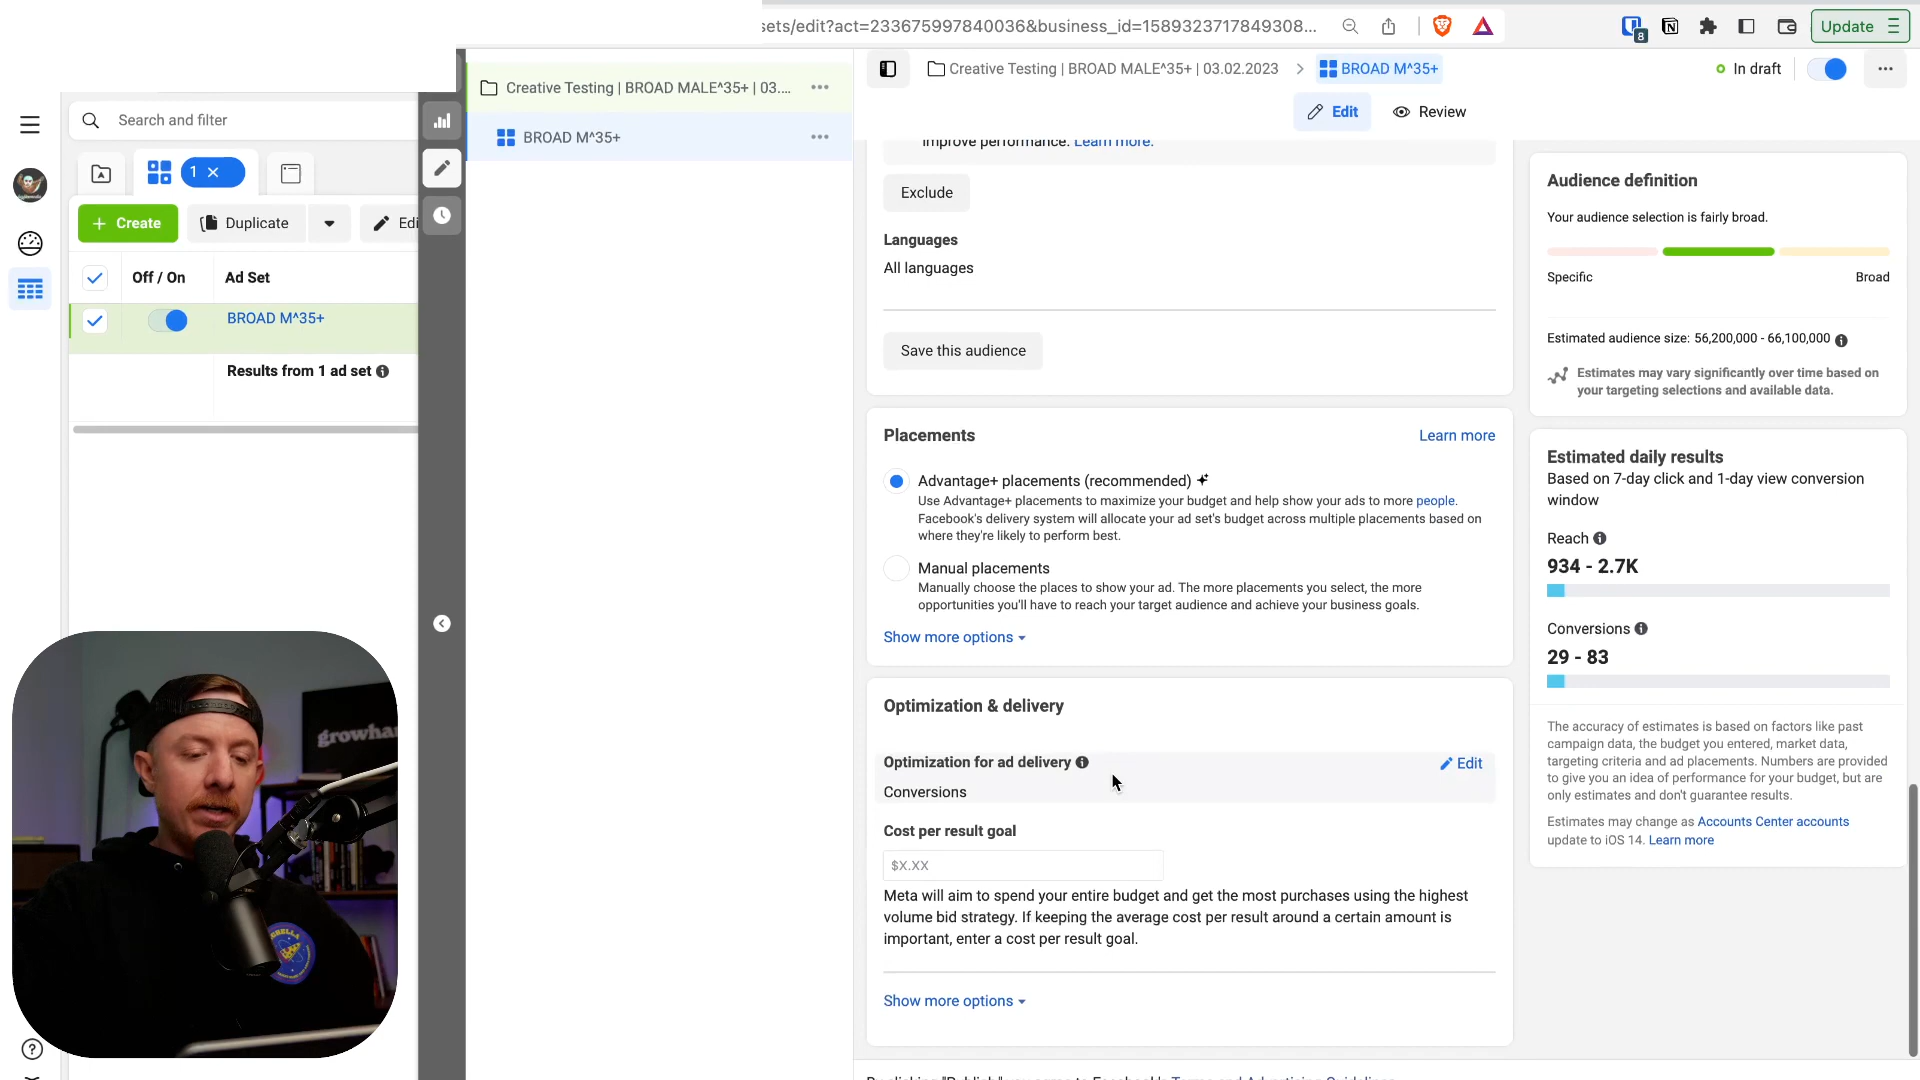 sets/edit?act=233675997840036&business_id=1589323717849308...
8
Update
Creative Testing | BROAD MALE^35+ | 03....
BROAD M^35+
Creative Testing | BROAD MALE^35+ | 03.02.2023
BROAD M^35+
In draft
Edit
Review
Search and filter
1
Create
Duplicate
Edi
Off / On
Ad Set
BROAD M^35+
Results from 1 ad set
improve performance. Learn more.
Exclude
Languages
All languages
Save this audience
Placements
Learn more
Advantage+ placements (recommended)
Use Advantage+ placements to maximize your budget and help show your ads to more people.
Facebook's delivery system will allocate your ad set's budget across multiple placements based on
where they're likely to perform best.
Manual placements
Manually choose the places to show your ad. The more placements you select, the more
opportunities you'll have to reach your target audience and achieve your business goals.
Show more options
Optimization & delivery
Optimization for ad delivery
Edit
Conversions
Cost per result goal
$X.XX
Meta will aim to spend your entire budget and get the most purchases using the highest
volume bid strategy. If keeping the average cost per result around a certain amount is
important, enter a cost per result goal.
Show more options
By clicking "Publish," you agree to Facebook's Terms and Advertising Guidelines
Audience definition
Your audience selection is fairly broad.
Specific
Broad
Estimated audience size: 56,200,000 - 66,100,000
Estimates may vary significantly over time based on
your targeting selections and available data.
Estimated daily results
Based on 7-day click and 1-day view conversion
window
Reach
934 - 2.7K
Conversions
29 - 83
The accuracy of estimates is based on factors like past
campaign data, the budget you entered, market data,
targeting criteria and ad placements. Numbers are provided
to give you an idea of performance for your budget, but are
only estimates and don't guarantee results.
Estimates may change as Accounts Center accounts
update to iOS 14. Learn more
growha